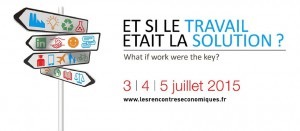 ET SI LE TRAVAIL
ETAIT LA SOLUTION ?
What if work were the key?
3 | 4 | 5 juillet 2015
www.lesrencontreseconomiques.fr